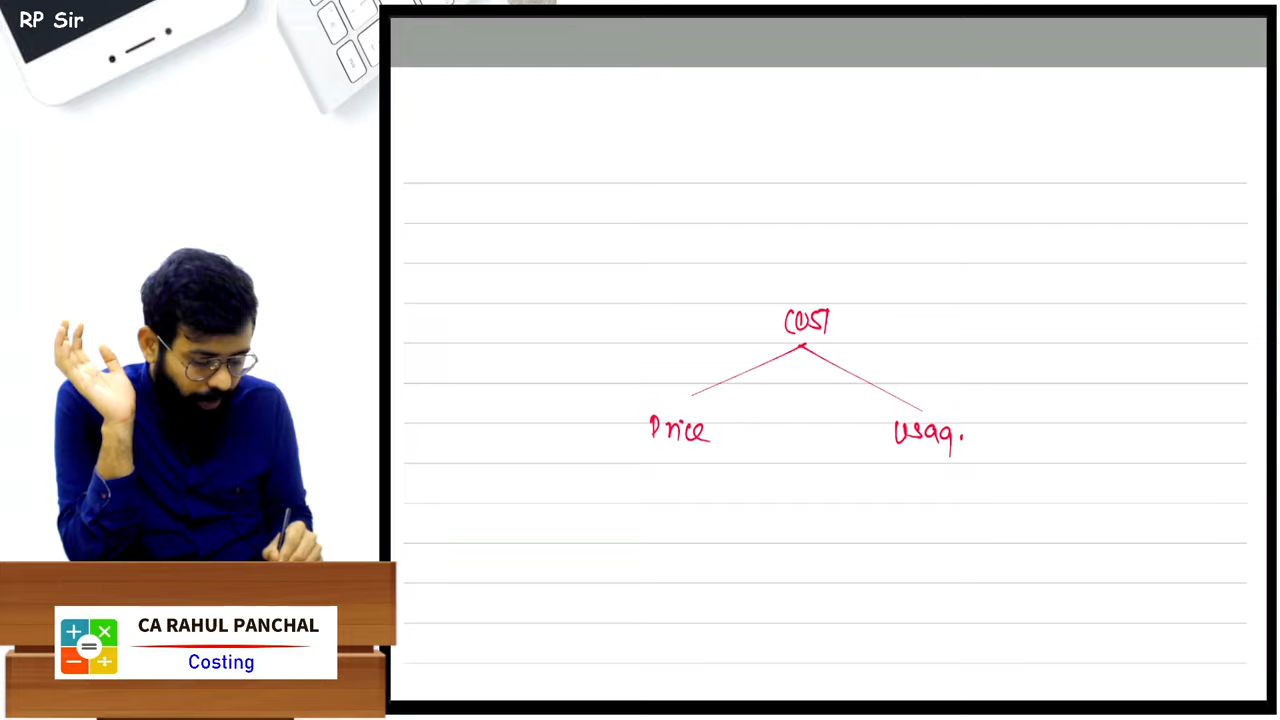 RP Sir
Cost
Price
Usag.
CA RAHUL PANCHAL
Costing